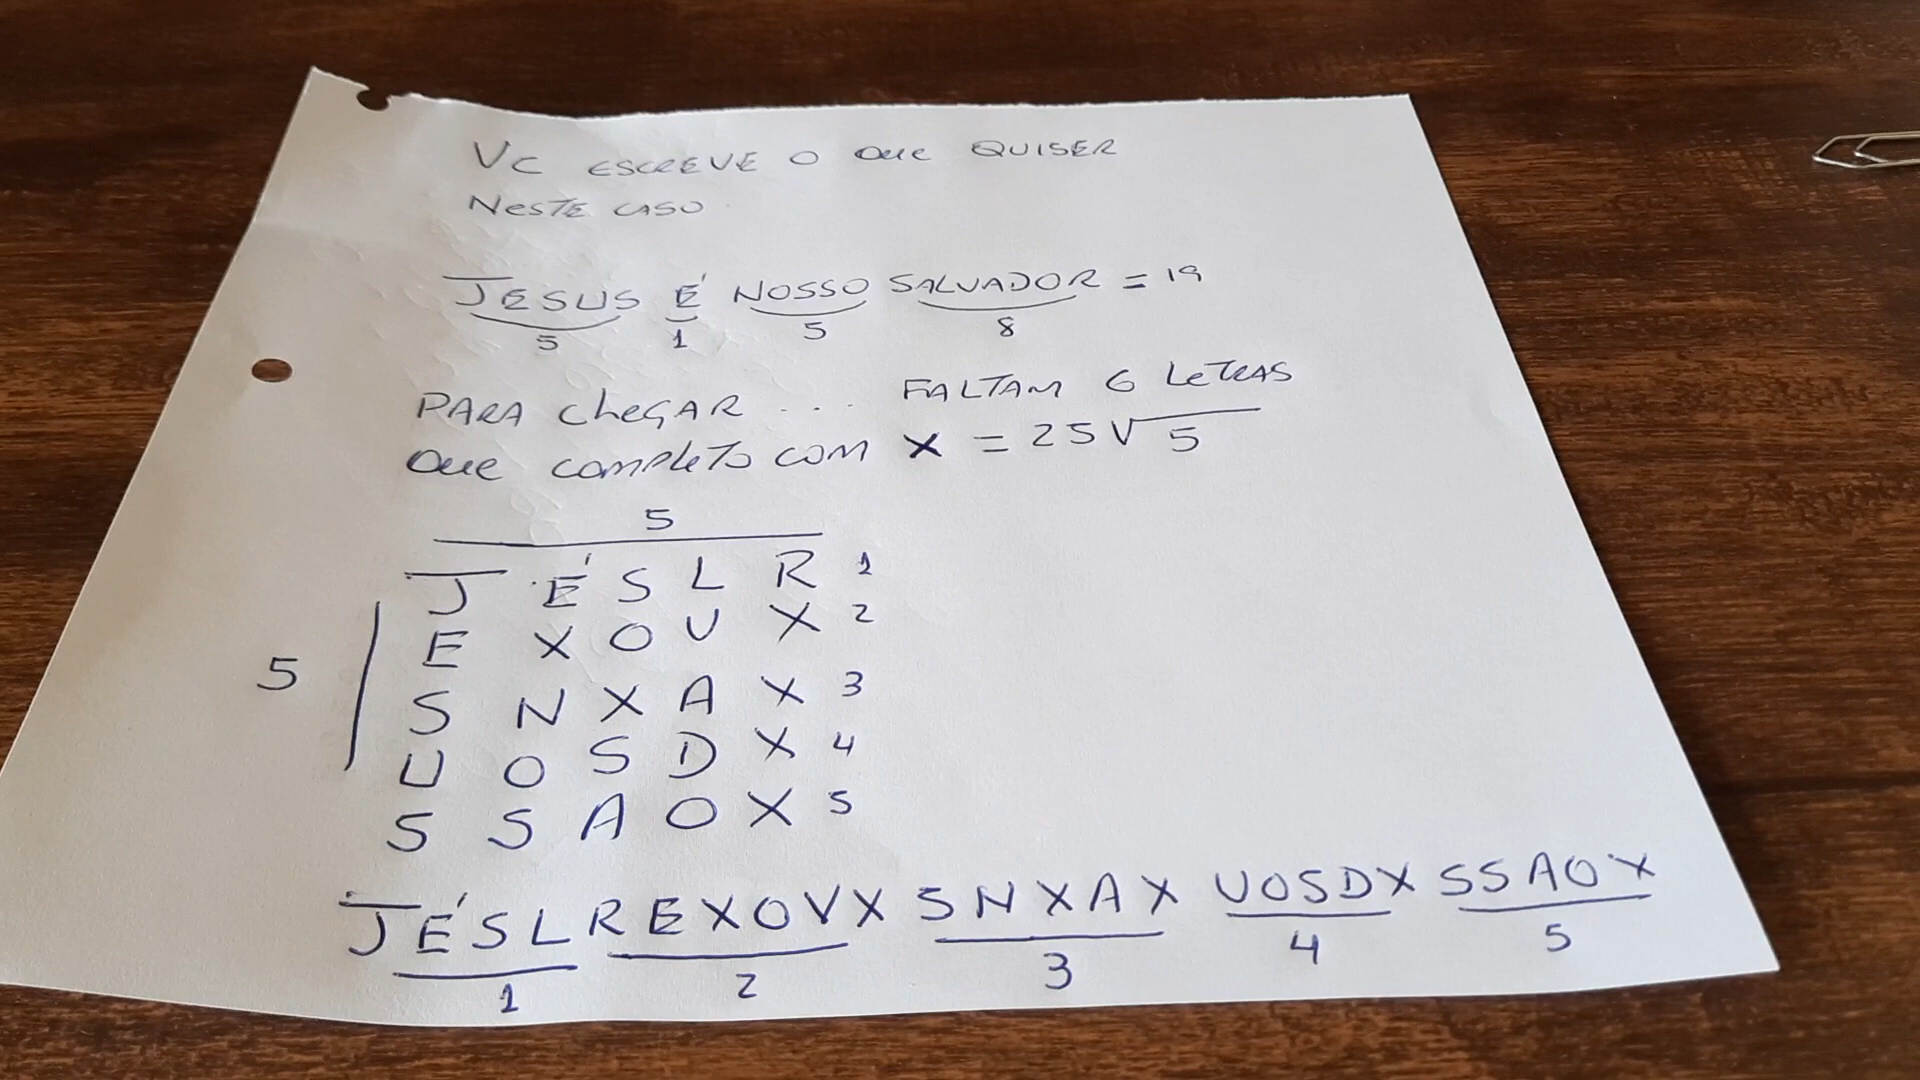 Vc ESCREVE O QUE QUISER
NESTE CASO
JESUS É NOSSO SALVADOR = 19
5 1 5 8
PARA CHEGAR ... FALTAM 6 LETRAS
QUE COMPLETO COM X = 25√5
5
J É S L R 1
E X O V X 2
5
S N X A X 3
U O S D X 4
S S A O X 5
JÉSLR EXOVX SNXAX UOSDX SSAOX
1 2 3 4 5